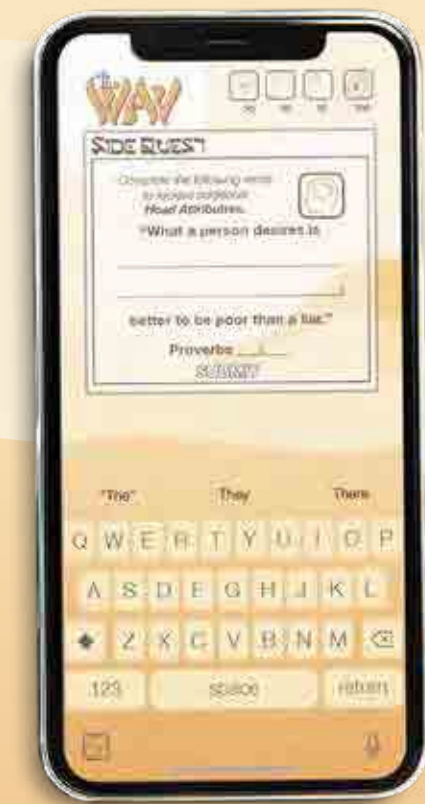 the WAY
SIDE QUEST
Complete the following verse
to receive additional
Head Attributes.
"What a person desires is
better to be poor than a liar."
Proverbs
SUBMIT
"The" They There
Q W E R T Y U I O P
A S D F G H J K L
Z X C V B N M
123 space return